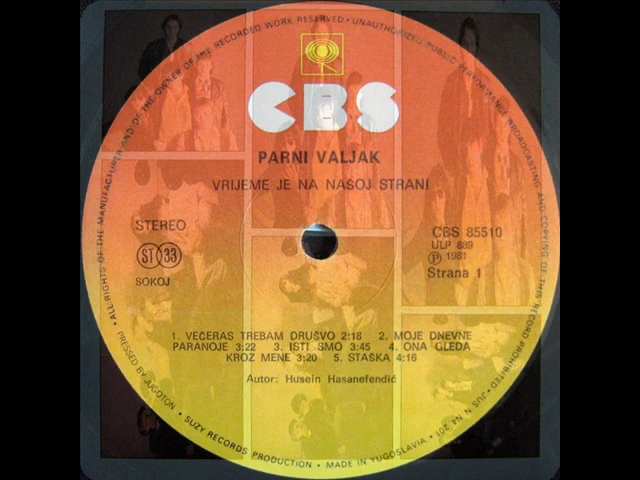 • ALL RIGHTS OF THE MANUFACTURER AND OF THE OWNER OF THE RECORDED WORK RESERVED • UNAUTHORIZED PUBLIC PERFORMANCE BROADCASTING AND COPYING OF THIS RECORD PROHIBITED • JUS N N4 201 •
CBS
PARNI VALJAK
VRIJEME JE NA NAŠOJ STRANI
STEREO
ST 33
SOKOJ
CBS 85510
ULP 889
Ⓟ 1981
Strana 1
1. VEČERAS TREBAM DRUŠVO 2:18 2. MOJE DNEVNE
PARANOJE 3:22 3. ISTI SMO 3:45 4. ONA GLEDA
KROZ MENE 3:20 5. STAŠKA 4:16
Autor: Husein Hasanefendić
PRESSED BY JUGOTON • SUZY RECORDS PRODUCTION • MADE IN YUGOSLAVIA •